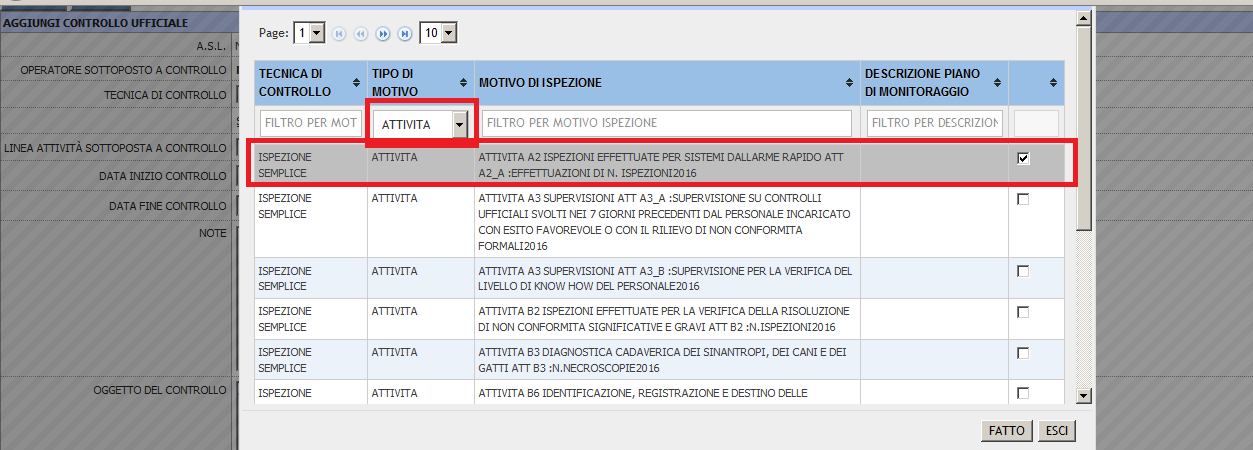 AGGIUNGI CONTROLLO UFFICIALE
A.S.L.
OPERATORE SOTTOPOSTO A CONTROLLO
TECNICA DI CONTROLLO
LINEA ATTIVITÀ SOTTOPOSTA A CONTROLLO
DATA INIZIO CONTROLLO
DATA FINE CONTROLLO
NOTE
OGGETTO DEL CONTROLLO
Page: 1 10
TECNICA DI CONTROLLO
TIPO DI MOTIVO
MOTIVO DI ISPEZIONE
DESCRIZIONE PIANO DI MONITORAGGIO
FILTRO PER MOT
ATTIVITA
FILTRO PER MOTIVO ISPEZIONE
FILTRO PER DESCRIZION
ISPEZIONE SEMPLICE
ATTIVITA
ATTIVITA A2 ISPEZIONI EFFETTUATE PER SISTEMI DALLARME RAPIDO ATT
A2_A :EFFETTUAZIONI DI N. ISPEZIONI2016
ISPEZIONE SEMPLICE
ATTIVITA
ATTIVITA A3 SUPERVISIONI ATT A3_A :SUPERVISIONE SU CONTROLLI
UFFICIALI SVOLTI NEI 7 GIORNI PRECEDENTI DAL PERSONALE INCARICATO
CON ESITO FAVOREVOLE O CON IL RILIEVO DI NON CONFORMITA
FORMALI2016
ISPEZIONE SEMPLICE
ATTIVITA
ATTIVITA A3 SUPERVISIONI ATT A3_B :SUPERVISIONE PER LA VERIFICA DEL
LIVELLO DI KNOW HOW DEL PERSONALE2016
ISPEZIONE SEMPLICE
ATTIVITA
ATTIVITA B2 ISPEZIONI EFFETTUATE PER LA VERIFICA DELLA RISOLUZIONE
DI NON CONFORMITA SIGNIFICATIVE E GRAVI ATT B2 :N.ISPEZIONI2016
ISPEZIONE SEMPLICE
ATTIVITA
ATTIVITA B3 DIAGNOSTICA CADAVERICA DEI SINANTROPI, DEI CANI E DEI
GATTI ATT B3 :N.NECROSCOPIE2016
ISPEZIONE
ATTIVITA
ATTIVITA B6 IDENTIFICAZIONE, REGISTRAZIONE E DESTINO DELLE
FATTO
ESCI